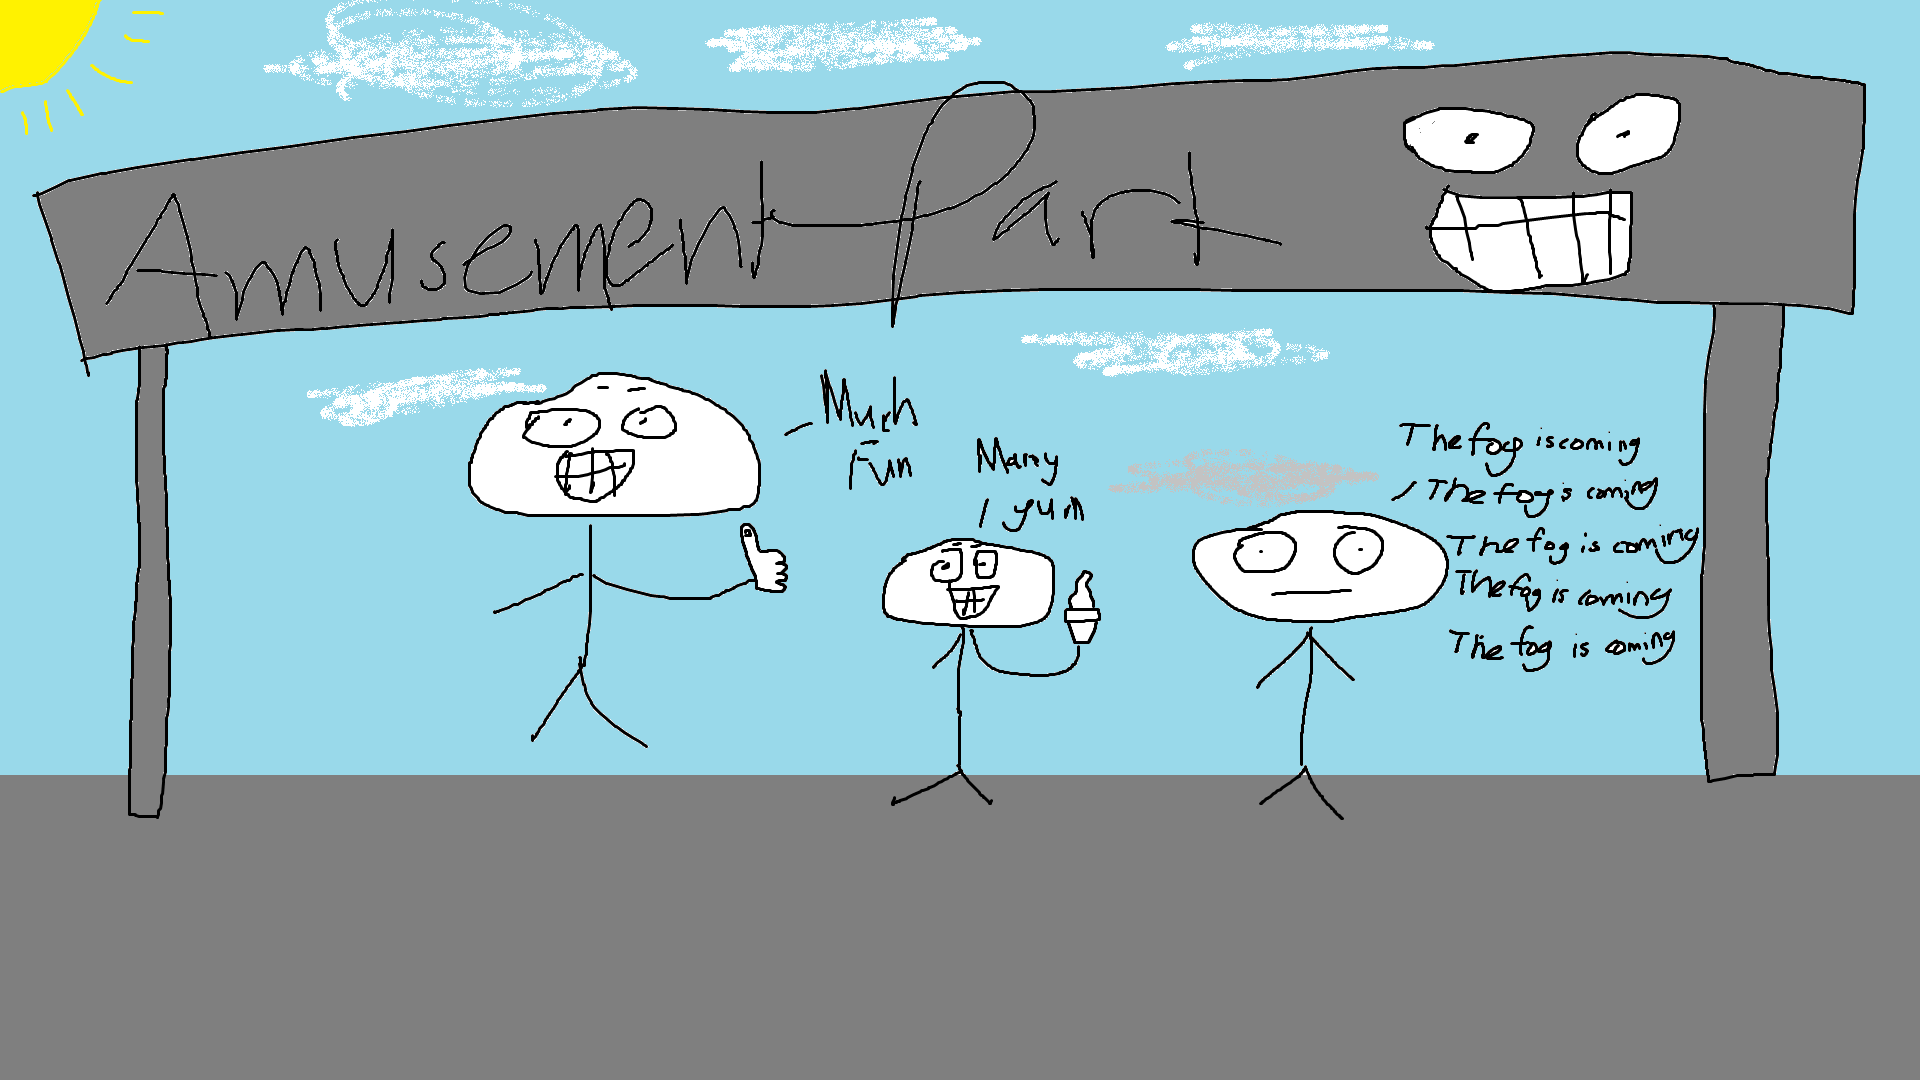 Amusement Part
Much
Fun
Many
yum
The fog is coming
The fog is coming
The fog is coming
The fog is coming
The fog is coming